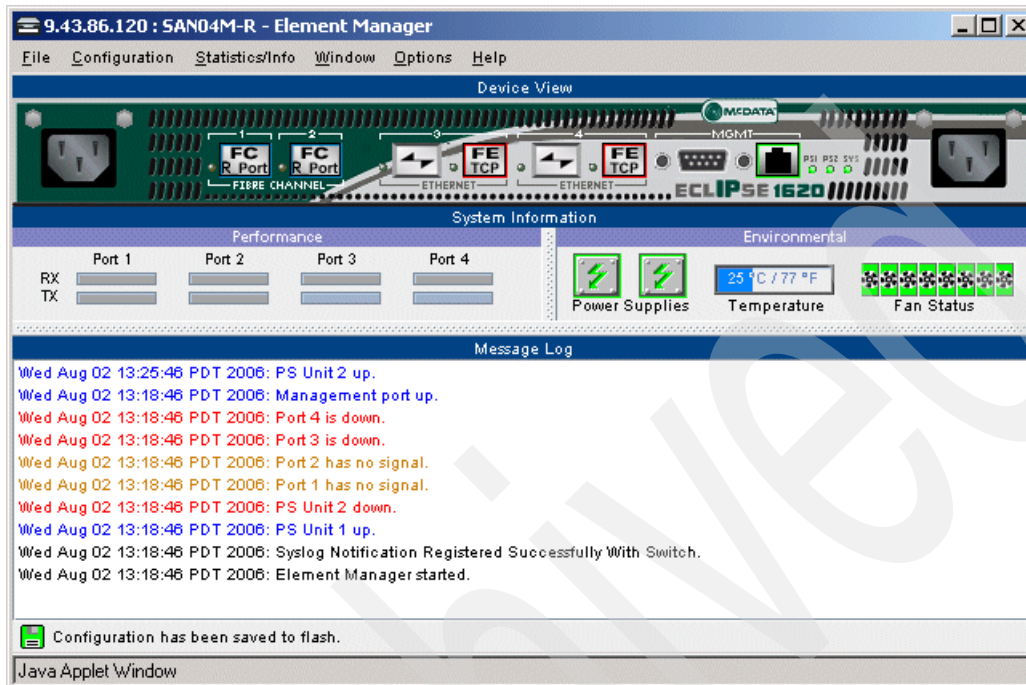 9.43.86.120 : SAN04M-R - Element Manager
File Configuration Statistics/Info Window Options Help
Device View
McDATA
1 2 3 4 MGMT
FC R_Port FC R_Port FE TCP FE TCP PS1 PS2 SYS
FIBRE CHANNEL ETHERNET ETHERNET ECLIPSE 1620
System Information
Performance Environmental
Port 1 Port 2 Port 3 Port 4
RX
TX
25 °C / 77 °F
Power Supplies Temperature Fan Status
Message Log
Wed Aug 02 13:25:46 PDT 2006: PS Unit 2 up.
Wed Aug 02 13:18:46 PDT 2006: Management port up.
Wed Aug 02 13:18:46 PDT 2006: Port 4 is down.
Wed Aug 02 13:18:46 PDT 2006: Port 3 is down.
Wed Aug 02 13:18:46 PDT 2006: Port 2 has no signal.
Wed Aug 02 13:18:46 PDT 2006: Port 1 has no signal.
Wed Aug 02 13:18:46 PDT 2006: PS Unit 2 down.
Wed Aug 02 13:18:46 PDT 2006: PS Unit 1 up.
Wed Aug 02 13:18:46 PDT 2006: Syslog Notification Registered Successfully With Switch.
Wed Aug 02 13:18:46 PDT 2006: Element Manager started.
Configuration has been saved to flash.
Java Applet Window